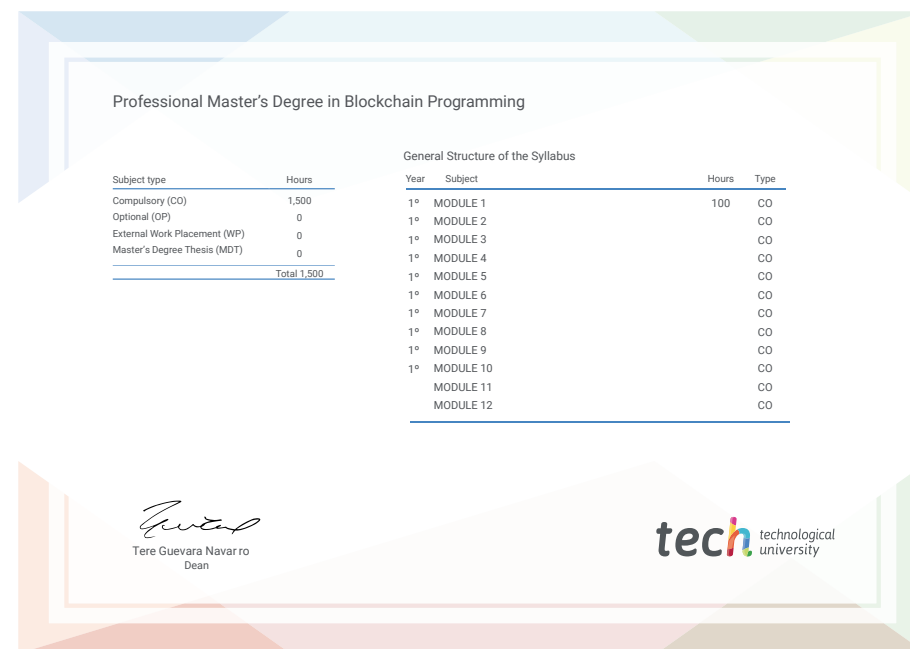 Professional Master's Degree in Blockchain Programming
Subject type Hours
Compulsory (CO) 1,500
Optional (OP) 0
External Work Placement (WP) 0
Master's Degree Thesis (MDT) 0
Total 1,500
General Structure of the Syllabus
Year Subject Hours Type
1º MODULE 1 100 CO
1º MODULE 2 CO
1º MODULE 3 CO
1º MODULE 4 CO
1º MODULE 5 CO
1º MODULE 6 CO
1º MODULE 7 CO
1º MODULE 8 CO
1º MODULE 9 CO
1º MODULE 10 CO
MODULE 11 CO
MODULE 12 CO
Tere Guevara Navarro
Dean
tech technological
university